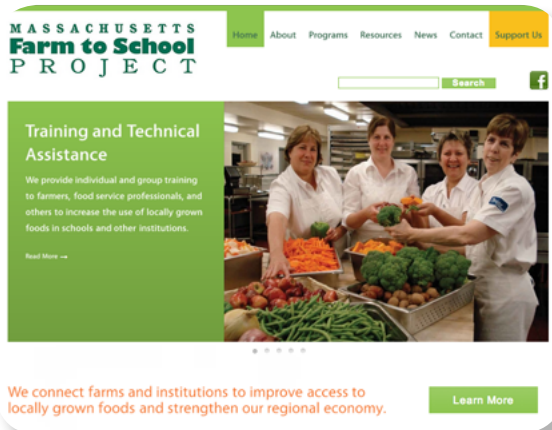 MASSACHUSETTS
Farm to School
PROJECT
Home About Programs Resources News Contact Support Us
Search
f
Training and Technical
Assistance
We provide individual and group training
to farmers, food service professionals, and
others to increase the use of locally grown
foods in schools and other institutions.
Read More →
We connect farms and institutions to improve access to
locally grown foods and strengthen our regional economy.
Learn More